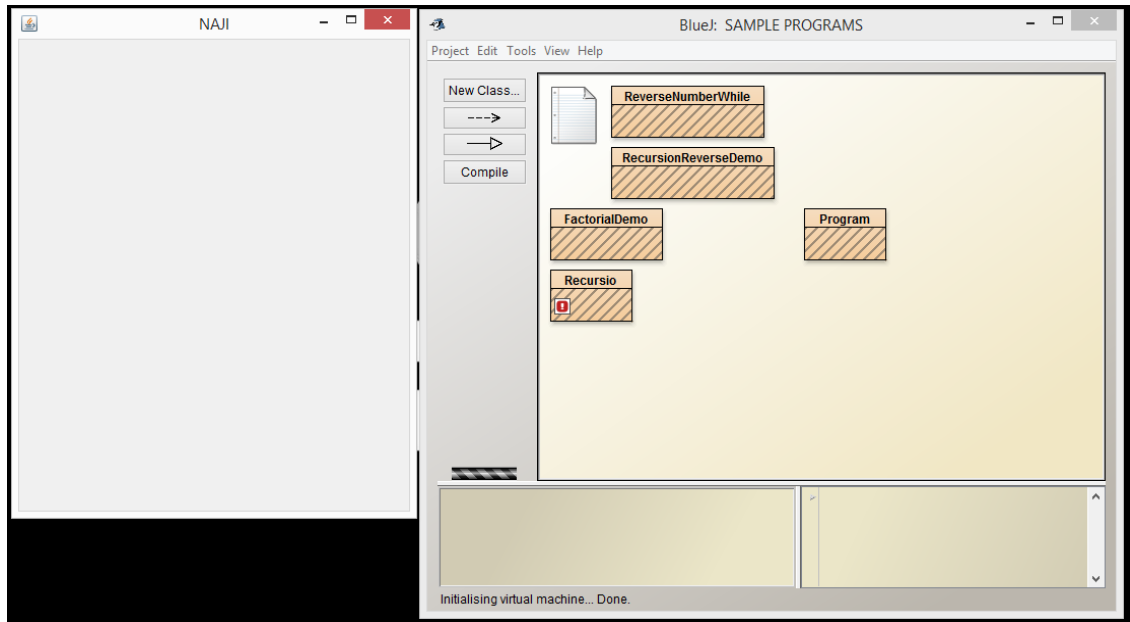 NAJI
BlueJ: SAMPLE PROGRAMS
Project Edit Tools View Help
New Class...
Compile
ReverseNumberWhile
RecursionReverseDemo
FactorialDemo
Program
Recursio
Initialising virtual machine... Done.